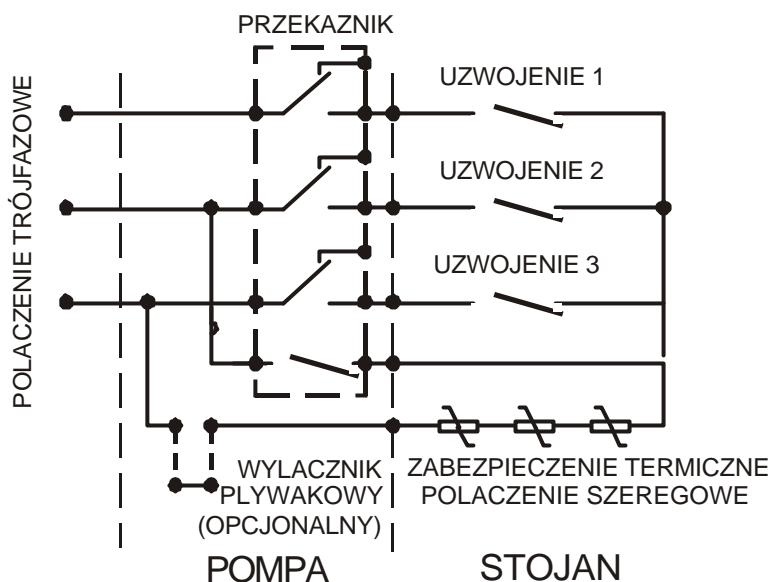 PRZEKAZNIK
POLACZENIE TRÓJFAZOWE
UZWOJENIE 1
UZWOJENIE 2
UZWOJENIE 3
WYLACZNIK
PLYWAKOWY
(OPCJONALNY)
ZABEZPIECZENIE TERMICZNE
POLACZENIE SZEREGOWE
POMPA
STOJAN